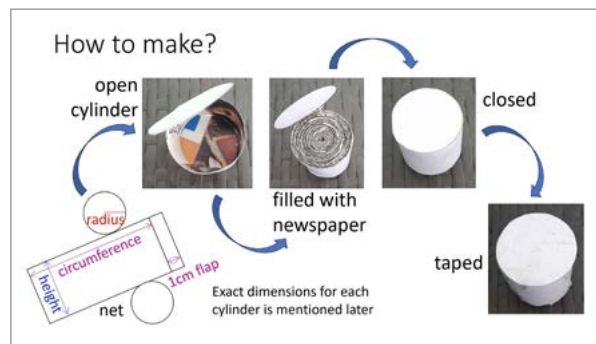 How to make?
open
cylinder
closed
filled with
newspaper
radius
circumference
height
1cm flap
net
Exact dimensions for each
cylinder is mentioned later
taped